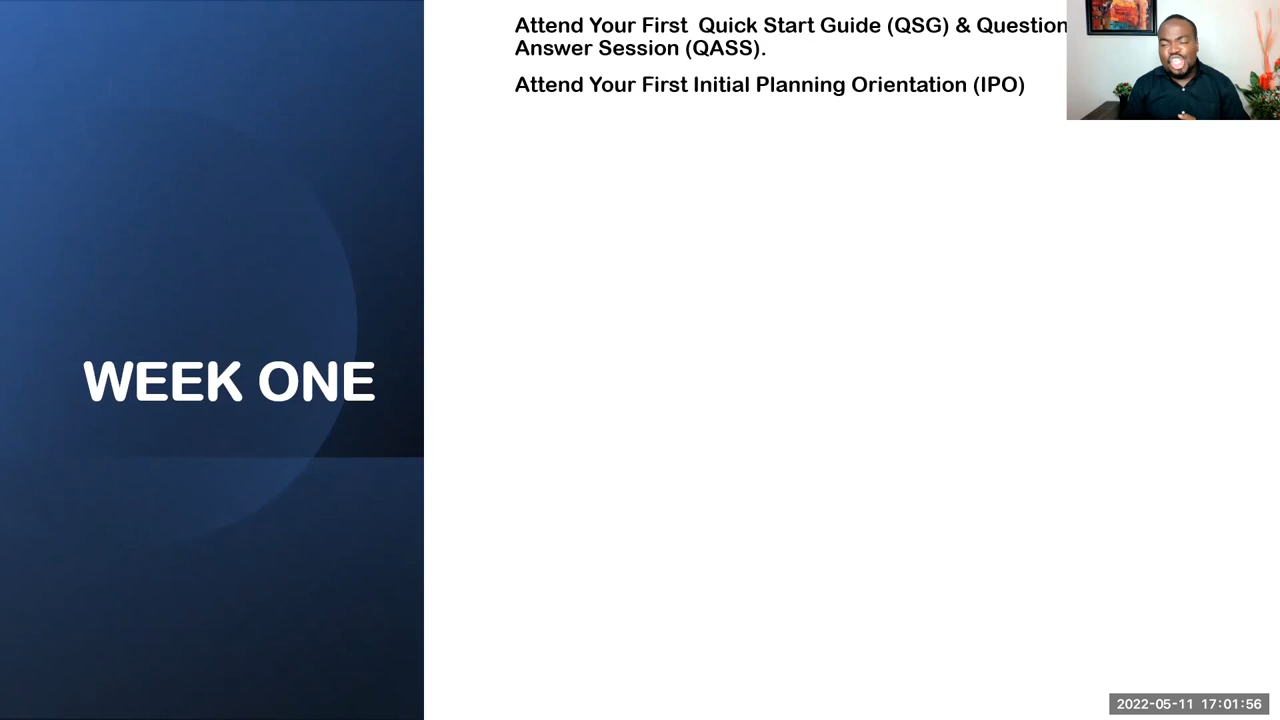 Attend Your First Quick Start Guide (QSG) & Question
Answer Session (QASS).
Attend Your First Initial Planning Orientation (IPO)
WEEK ONE
2022-05-11 17:01:56